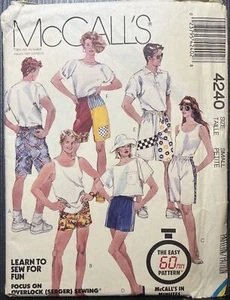 McCALL'S
4240
SIZE
TAILLE
SMALL
PETITE
THE EASY
60 MIN
PATTERN
McCALL'S IN
MINUTES
LEARN TO
SEW FOR
FUN
FOCUS ON
OVERLOCK (SERGER) SEWING
A
B
C
D